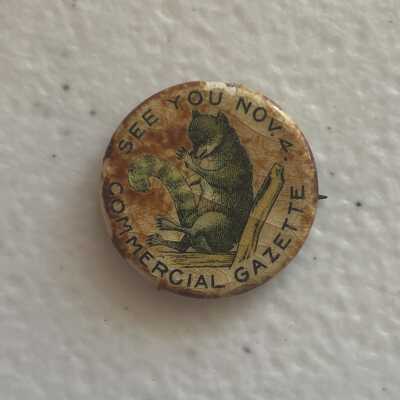 SEE YOU NOV. 4.
COMMERCIAL GAZETTE